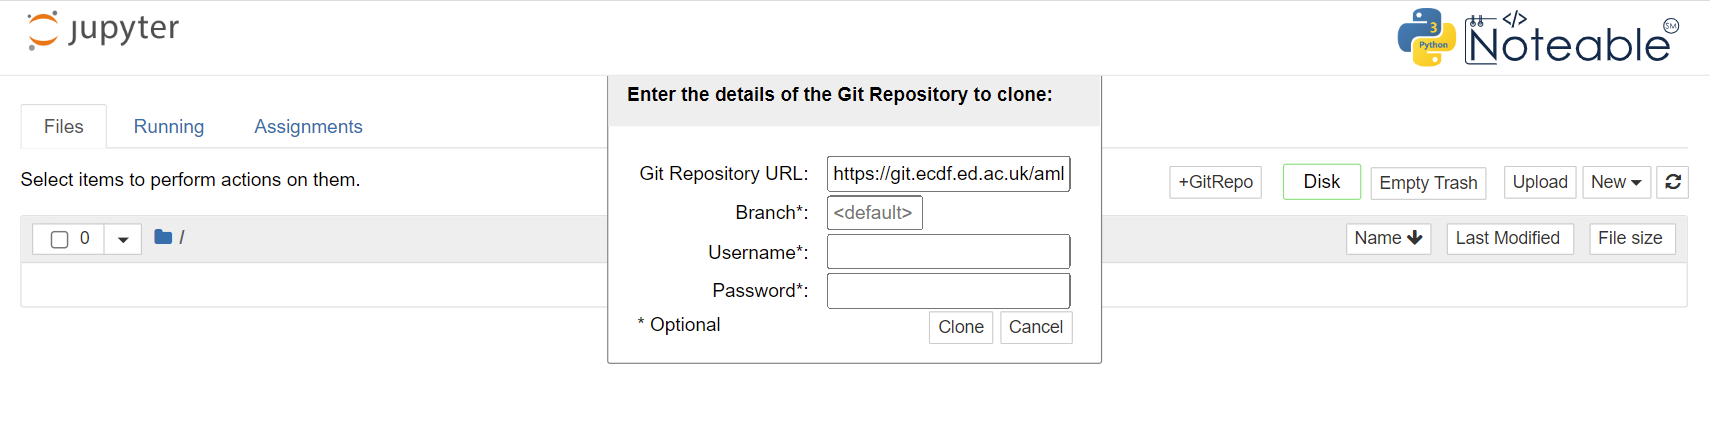 jupyter
3
Python
</>
Noteable
SM
Enter the details of the Git Repository to clone:
Files Running Assignments
Git Repository URL: https://git.ecdf.ed.ac.uk/aml
Select items to perform actions on them.
+GitRepo Disk Empty Trash Upload New
Branch*: <default>
0 /
Name Last Modified File size
Username*:
Password*:
* Optional
Clone Cancel